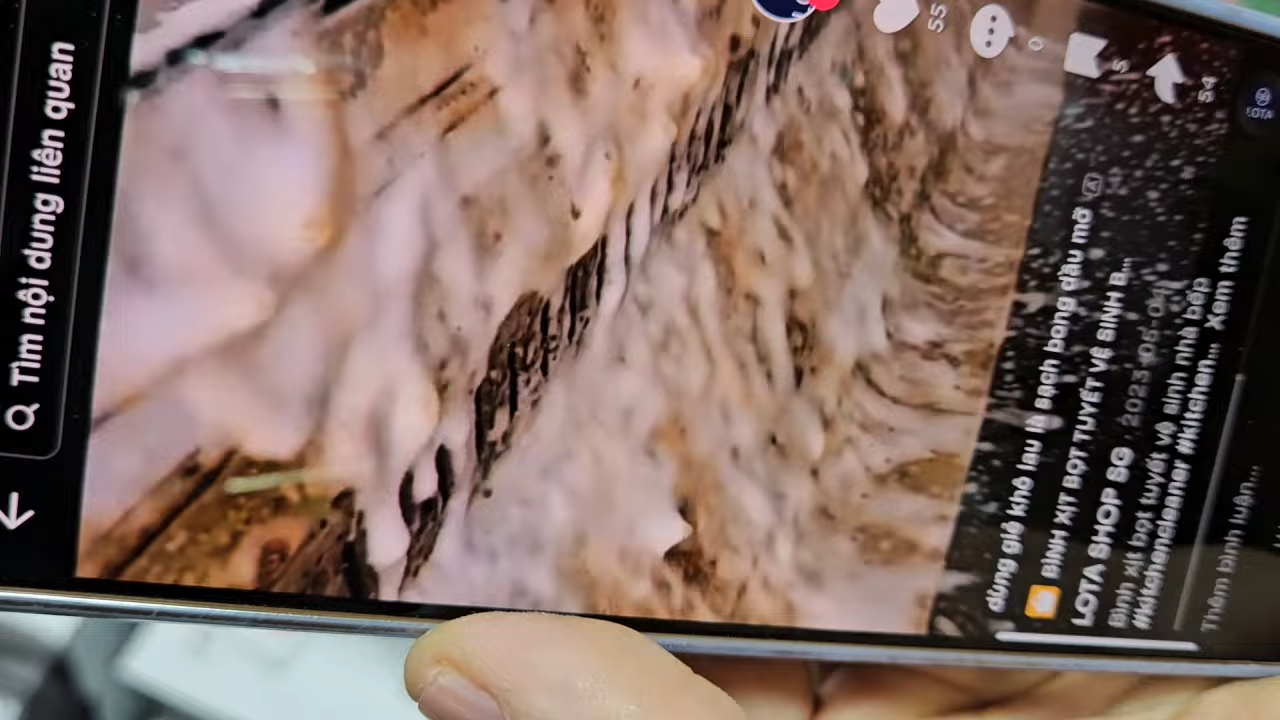 Tìm nội dung liên quan
55
0
5
54
LOTA
dùng giẻ khô lau là sạch bong dầu mỡ
BÌNH XỊT BỌT TUYẾT VỆ SINH B...
LOTA SHOP SG · 2023-06-04
Bình xịt bọt tuyết vệ sinh nhà bếp
#kitchencleaner #kitchen... Xem thêm
Thêm bình luận...